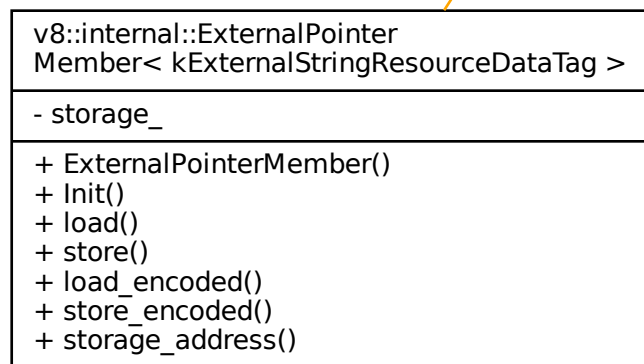 v8::internal::ExternalPointer
Member< kExternalStringResourceDataTag >
- storage_
+ ExternalPointerMember()
+ Init()
+ load()
+ store()
+ load_encoded()
+ store_encoded()
+ storage_address()